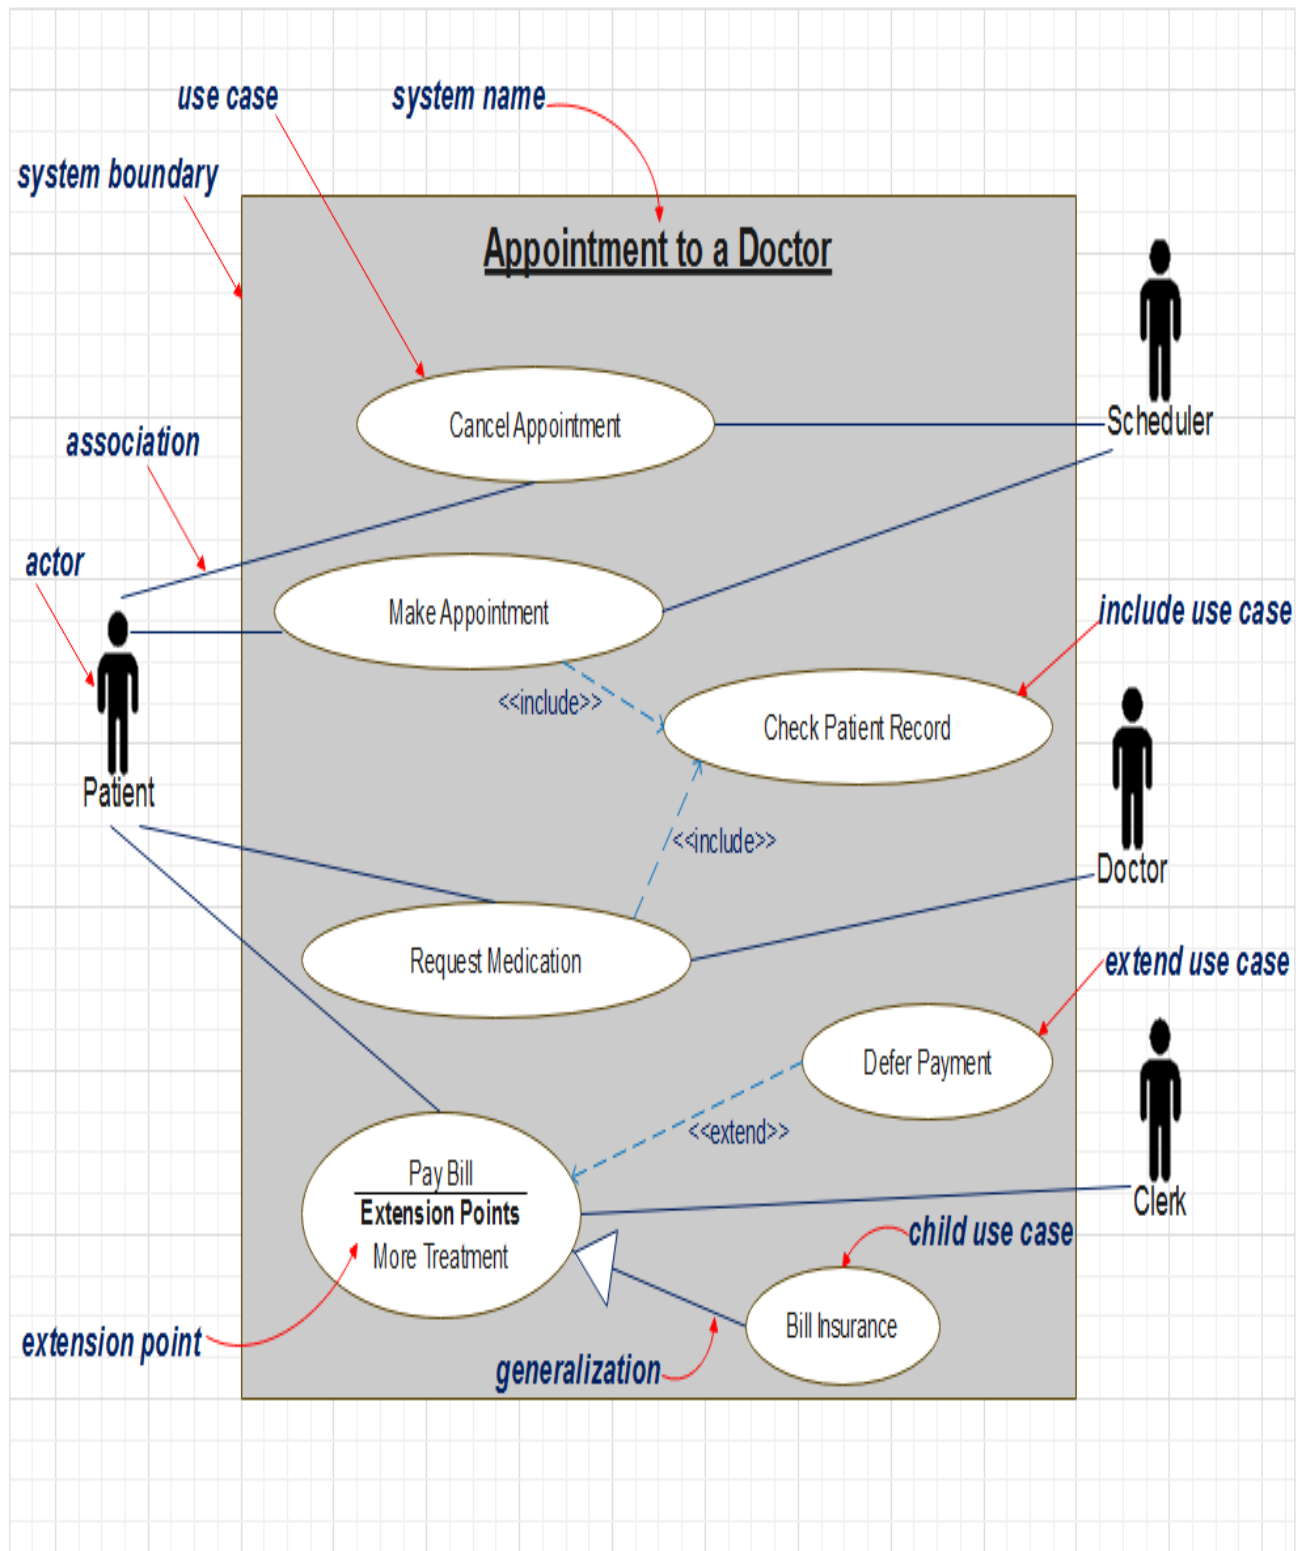 use case
system name
system boundary
Appointment to a Doctor
Cancel Appointment
Scheduler
association
actor
Make Appointment
include use case
<<include>>
Check Patient Record
Patient
<<include>>
Doctor
Request Medication
extend use case
Defer Payment
<<extend>>
Pay Bill
Extension Points
More Treatment
Clerk
child use case
Bill Insurance
extension point
generalization